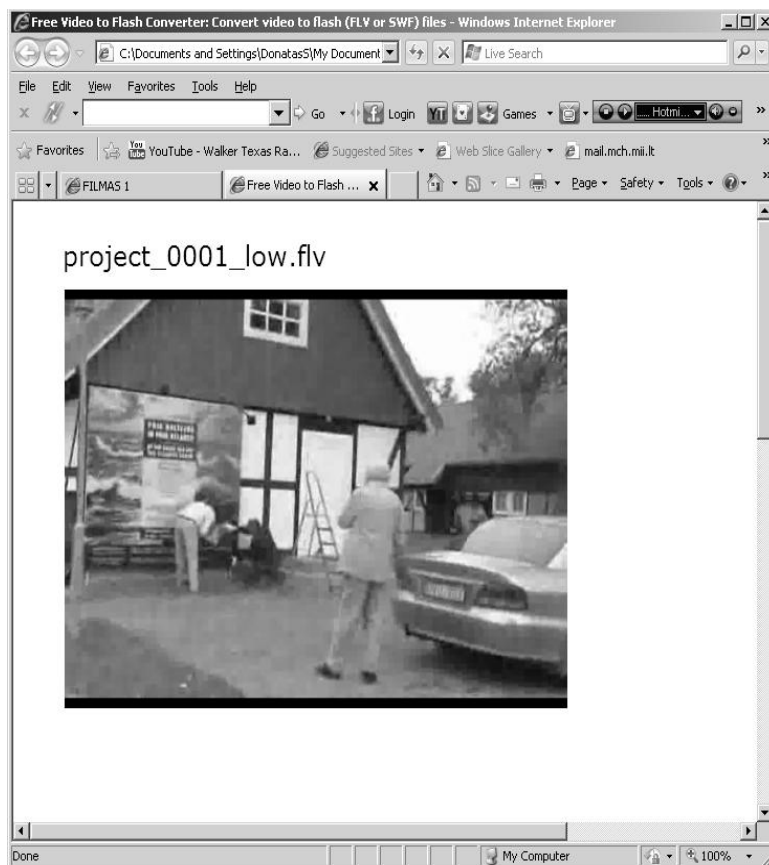 Free Video to Flash Converter: Convert video to flash (FLV or SWF) files - Windows Internet Explorer
C:\Documents and Settings\DonatasS\My Document
Live Search
File Edit View Favorites Tools Help
Go Login Games ..... Hotmi... »
Favorites YouTube - Walker Texas Ra... Suggested Sites Web Slice Gallery mail.mch.mii.lt »
FILMAS 1 Free Video to Flash ... X Page Safety Tools »
project_0001_low.flv
Done My Computer 100%